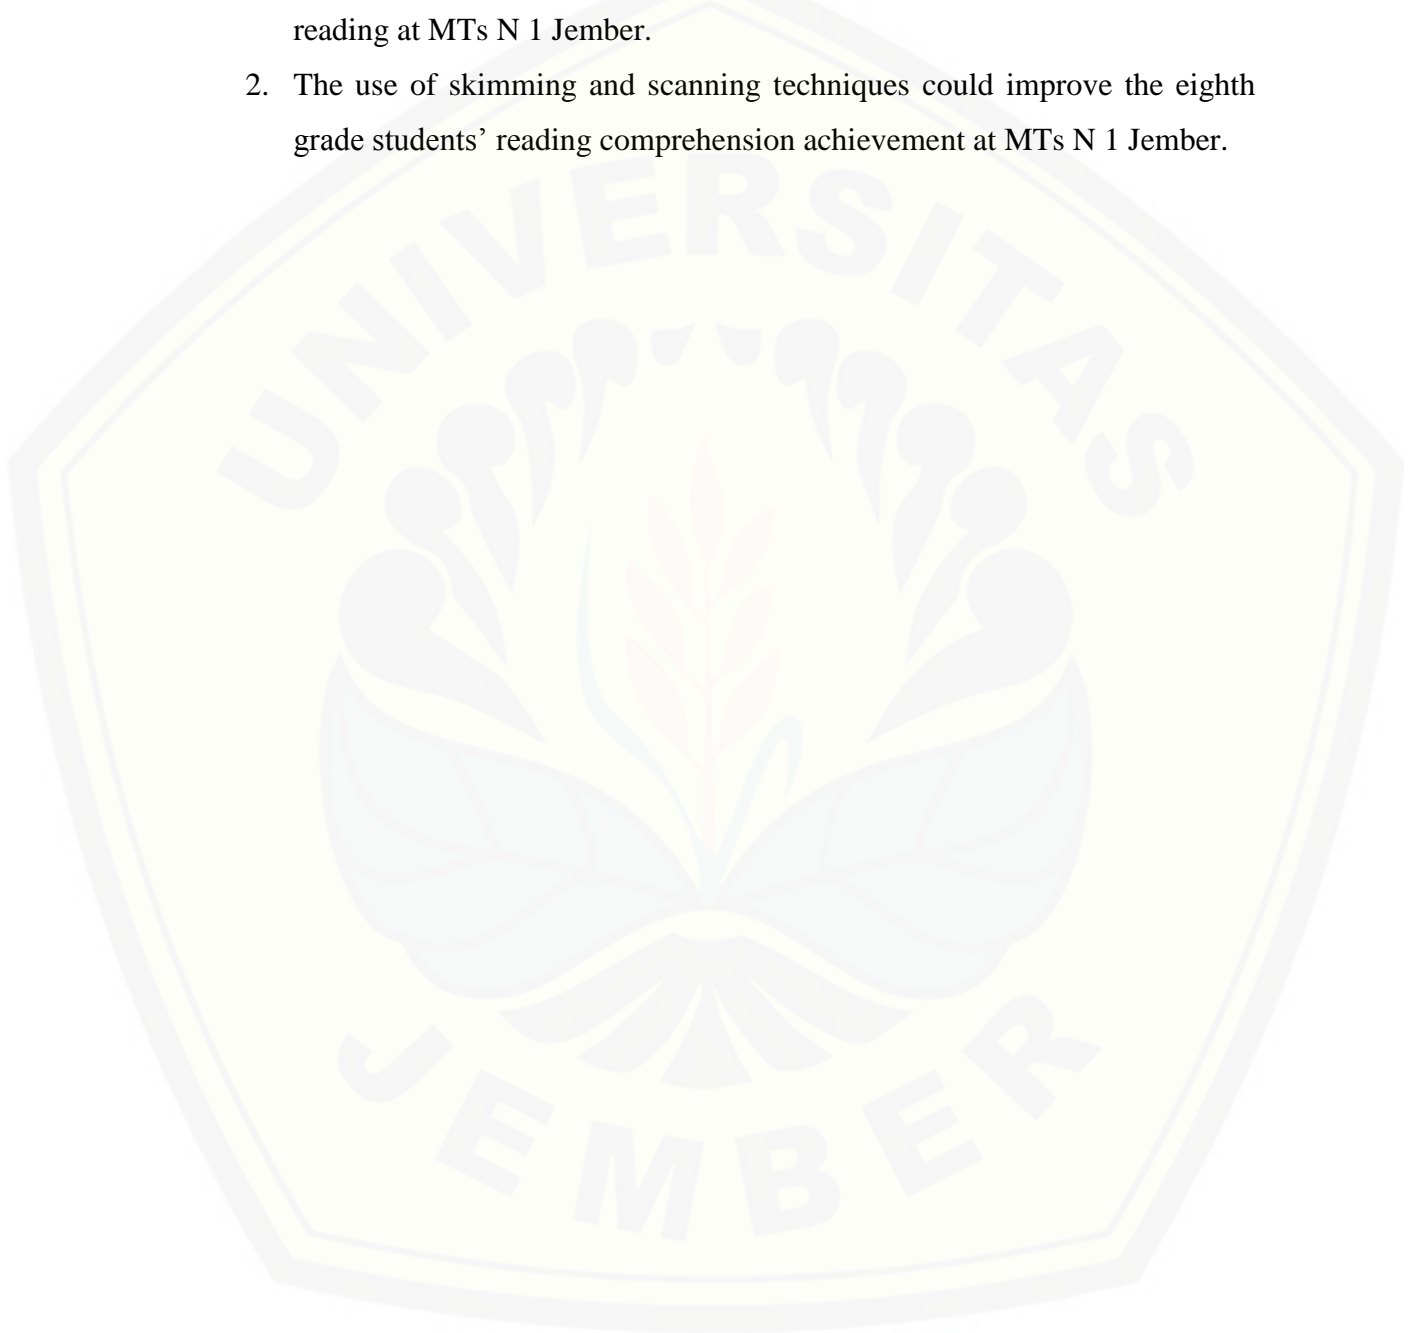 reading at MTs N 1 Jember.
2. The use of skimming and scanning techniques could improve the eighth
grade students’ reading comprehension achievement at MTs N 1 Jember.
UNIVERSITAS
JEMBER